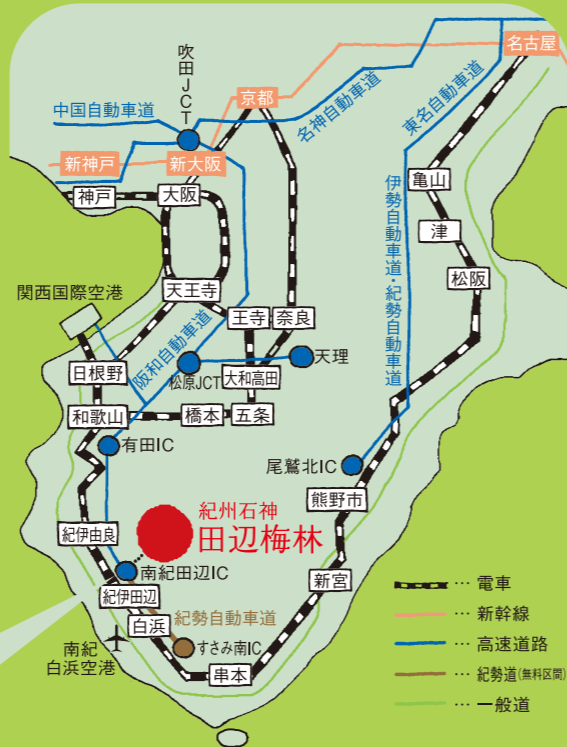 名古屋
吹田JCT
京都
名神自動車道
東名自動車道
中国自動車道
新神戸
新大阪
神戸
大阪
亀山
津
伊勢自動車道・紀勢自動車道
松阪
関西国際空港
天王寺
王寺
奈良
阪和自動車道
天理
日根野
松原JCT
大和高田
和歌山
橋本
五条
有田IC
尾鷲北IC
熊野市
紀州石神
田辺梅林
紀伊由良
南紀田辺IC
新宮
紀伊田辺
紀勢自動車道
白浜
すさみ南IC
南紀
白浜空港
串本
… 電車
… 新幹線
… 高速道路
… 紀勢道(無料区間)
… 一般道